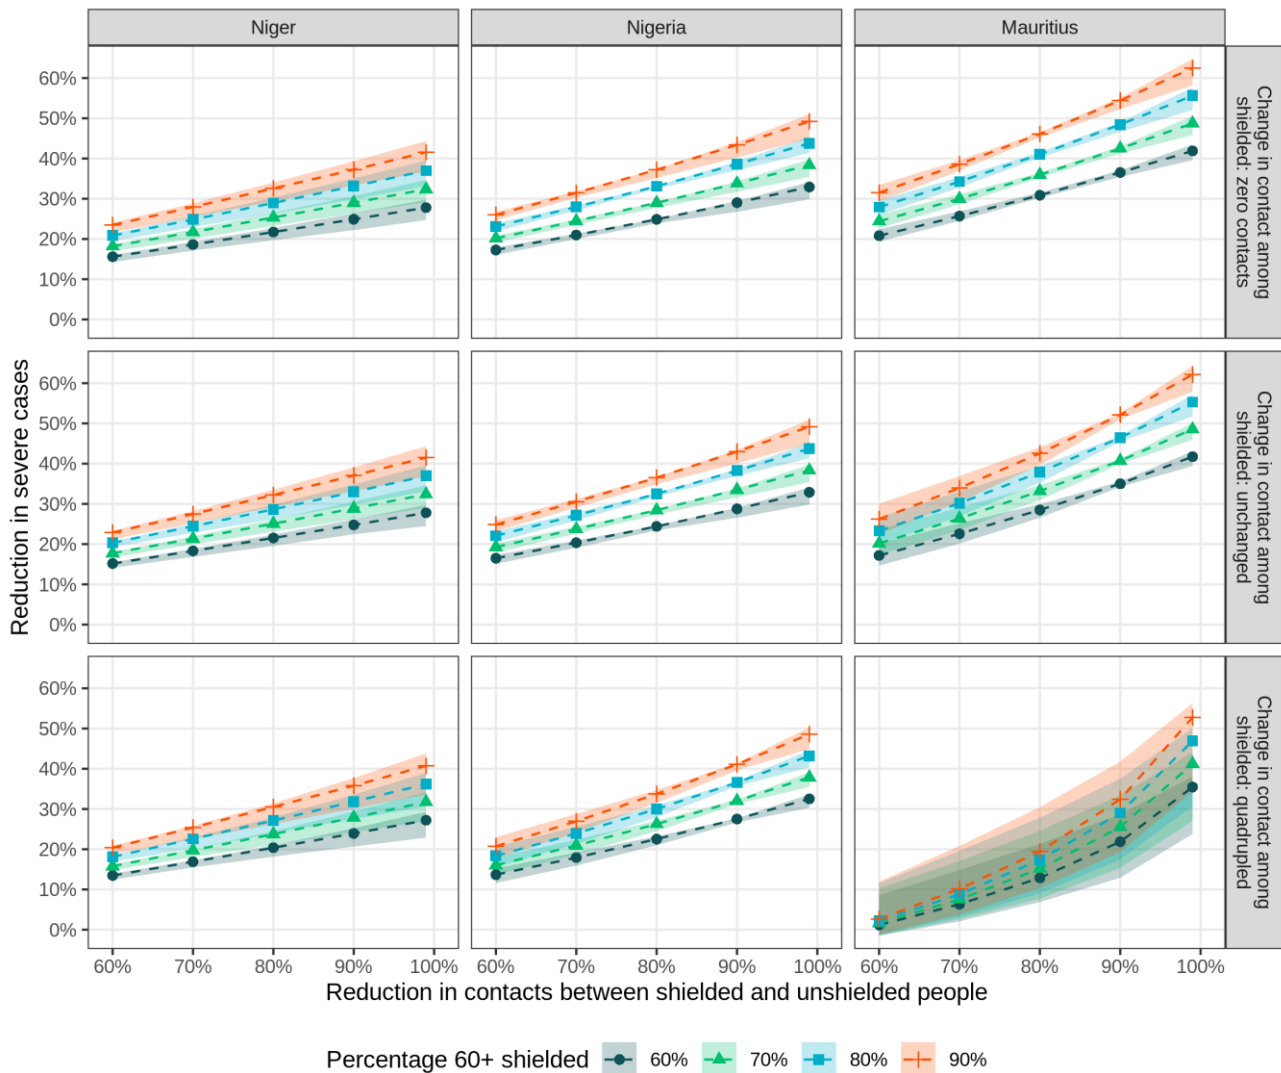 Niger
Nigeria
Mauritius
60%
50%
40%
30%
20%
10%
0%
Change in contact among
shielded: zero contacts
60%
50%
40%
30%
20%
10%
0%
Change in contact among
shielded: unchanged
60%
50%
40%
30%
20%
10%
0%
Change in contact among
shielded: quadrupled
Reduction in severe cases
60% 70% 80% 90% 100%
60% 70% 80% 90% 100%
60% 70% 80% 90% 100%
Reduction in contacts between shielded and unshielded people
Percentage 60+ shielded 60% 70% 80% 90%